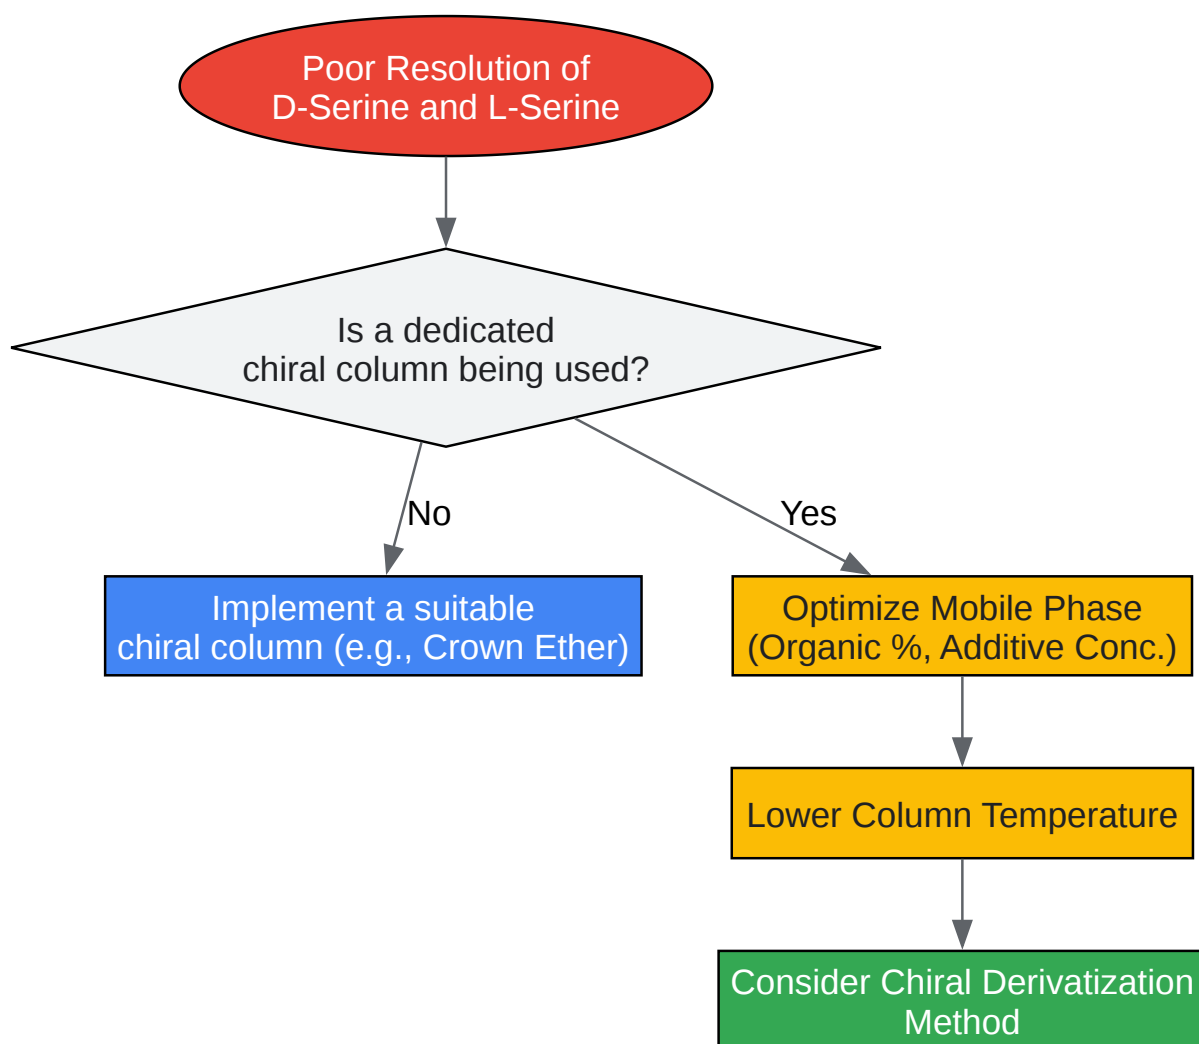 Poor Resolution of
D-Serine and L-Serine
Is a dedicated
chiral column being used?
No
Yes
Implement a suitable
chiral column (e.g., Crown Ether)
Optimize Mobile Phase
(Organic %, Additive Conc.)
Lower Column Temperature
Consider Chiral Derivatization
Method